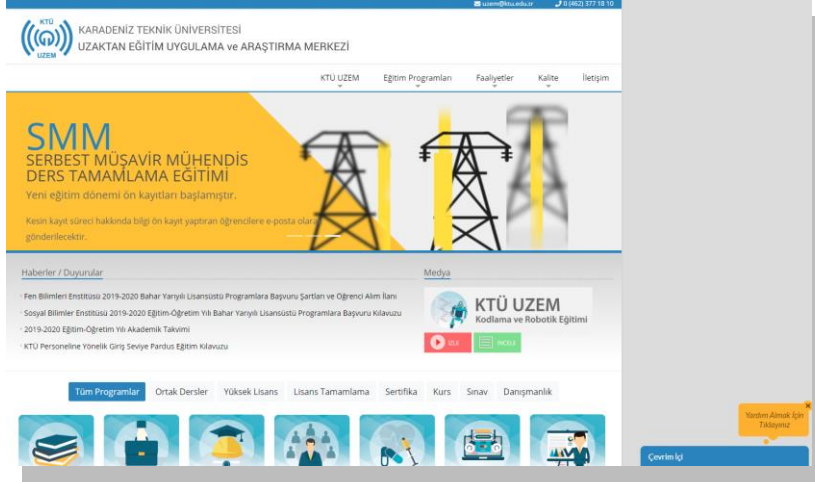 uzem@ktu.edu.tr 0 (462) 377 18 10
KTÜ
UZEM
KARADENİZ TEKNİK ÜNİVERSİTESİ
UZAKTAN EĞİTİM UYGULAMA ve ARAŞTIRMA MERKEZİ
KTÜ UZEM Eğitim Programları Faaliyetler Kalite İletişim
SMM
SERBEST MÜŞAVİR MÜHENDİS
DERS TAMAMLAMA EĞİTİMİ
Yeni eğitim dönemi ön kayıtları başlamıştır.
Kesin kayıt süreci hakkında bilgi ön kayıt yaptıran öğrencilere e-posta olara
gönderilecektir.
Haberler / Duyurular
Fen Bilimleri Enstitüsü 2019-2020 Bahar Yarıyılı Lisansüstü Programlara Başvuru Şartları ve Öğrenci Alım İlanı
Sosyal Bilimler Enstitüsü 2019-2020 Eğitim-Öğretim Yılı Bahar Yarıyılı Lisansüstü Programlara Başvuru Kılavuzu
2019-2020 Eğitim-Öğretim Yılı Akademik Takvimi
KTÜ Personeline Yönelik Giriş Seviye Pardus Eğitim Kılavuzu
Medya
KTÜ UZEM
Kodlama ve Robotik Eğitimi
İZLE İNCELE
Tüm Programlar Ortak Dersler Yüksek Lisans Lisans Tamamlama Sertifika Kurs Sınav Danışmanlık
Yardım Almak İçin
Tıklayınız
Çevrim İçi